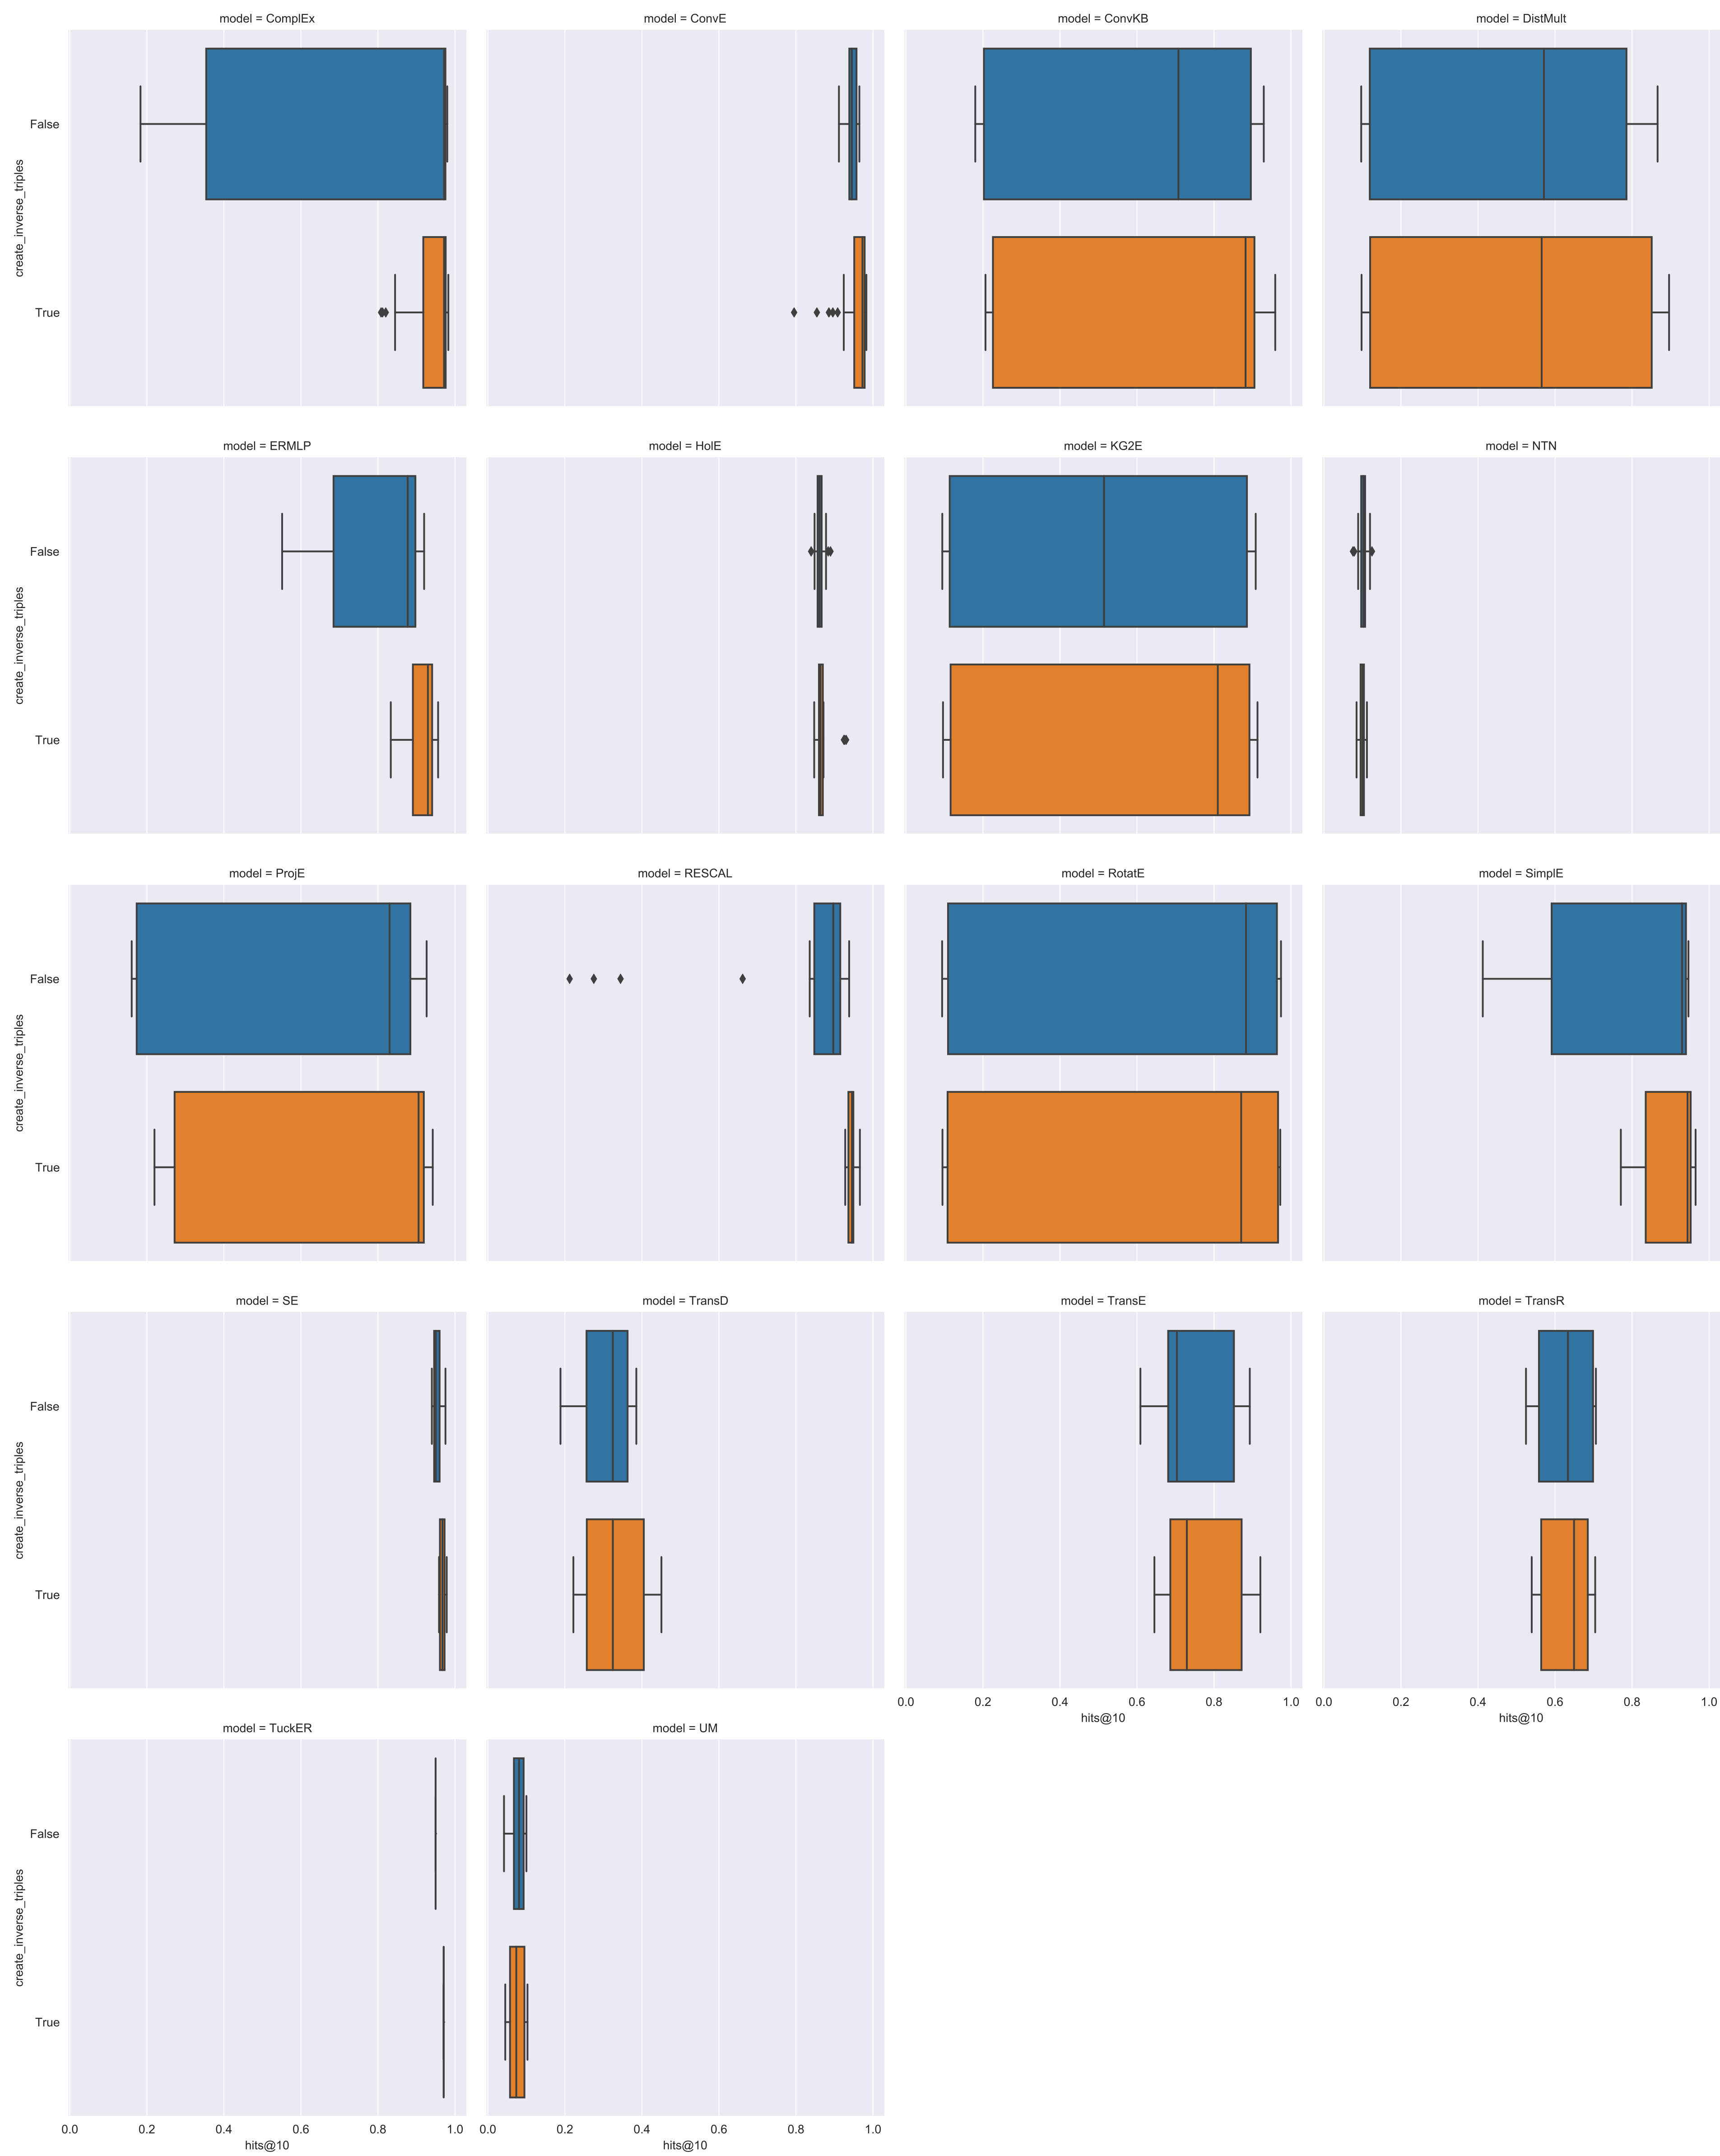 model = ComplEx
model = ConvE
model = ConvKB
model = DistMult
create_inverse_triples
False
True
model = ERMLP
model = HolE
model = KG2E
model = NTN
create_inverse_triples
False
True
model = ProjE
model = RESCAL
model = RotatE
model = SimplE
create_inverse_triples
False
True
model = SE
model = TransD
model = TransE
model = TransR
create_inverse_triples
False
True
0.0 0.2 0.4 0.6 0.8 1.0
hits@10
0.0 0.2 0.4 0.6 0.8 1.0
hits@10
model = TuckER
model = UM
create_inverse_triples
False
True
0.0 0.2 0.4 0.6 0.8 1.0
hits@10
0.0 0.2 0.4 0.6 0.8 1.0
hits@10